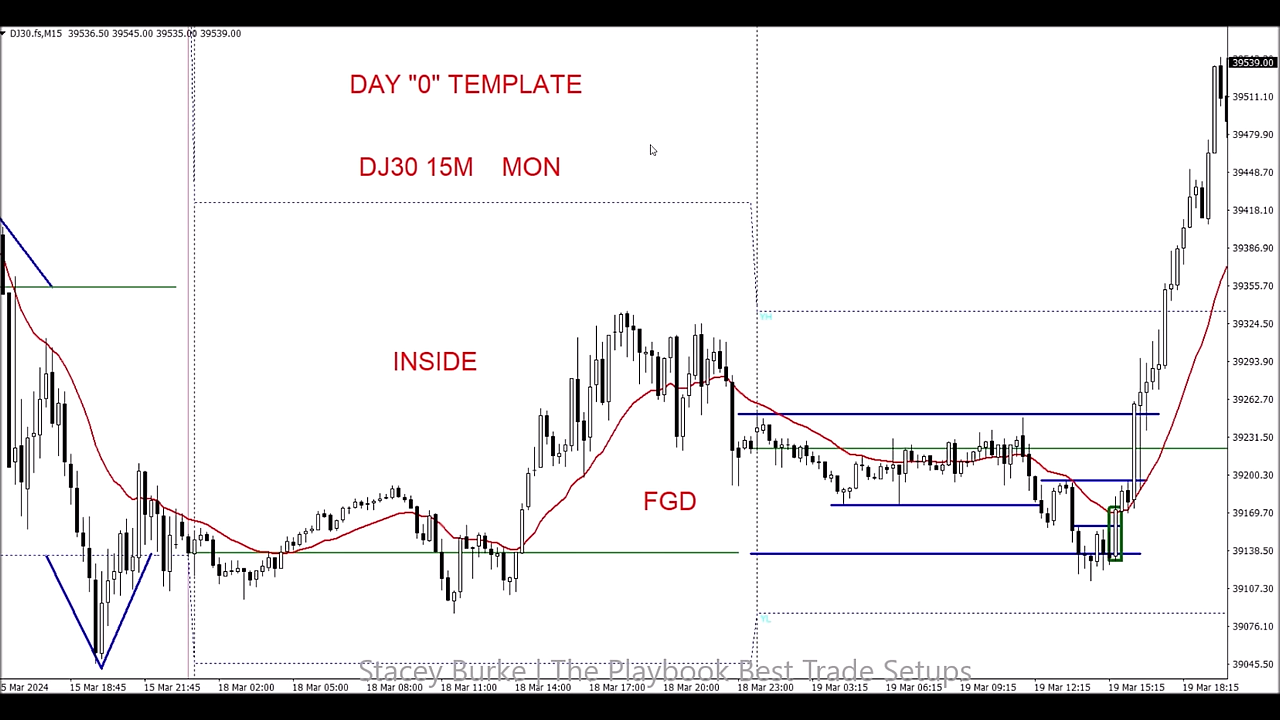 DJ30.fs,M15 39536.50 39545.00 39535.00 39539.00
DAY "0" TEMPLATE
DJ30 15M MON
INSIDE
FGD
YH
YL
39539.00
39511.10
39479.90
39448.70
39418.10
39386.90
39355.70
39324.50
39293.90
39262.70
39231.50
39200.30
39169.70
39138.50
39107.30
39076.10
39045.50
Stacey Burke | The Playbook Best Trade Setups
5 Mar 2024 15 Mar 18:45 15 Mar 21:45 18 Mar 02:00 18 Mar 05:00 18 Mar 08:00 18 Mar 11:00 18 Mar 14:00 18 Mar 17:00 18 Mar 20:00 18 Mar 23:00 19 Mar 03:15 19 Mar 06:15 19 Mar 09:15 19 Mar 12:15 19 Mar 15:15 19 Mar 18:15